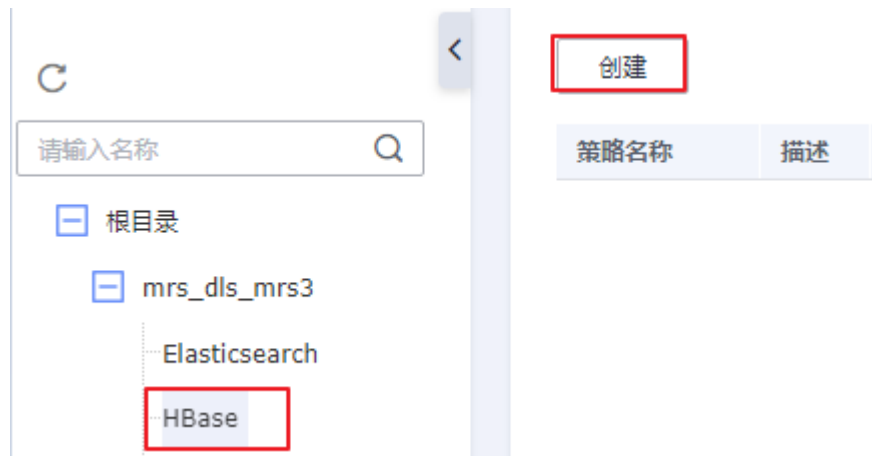 请输入名称
根目录
mrs_dls_mrs3
Elasticsearch
HBase
创建
策略名称 描述